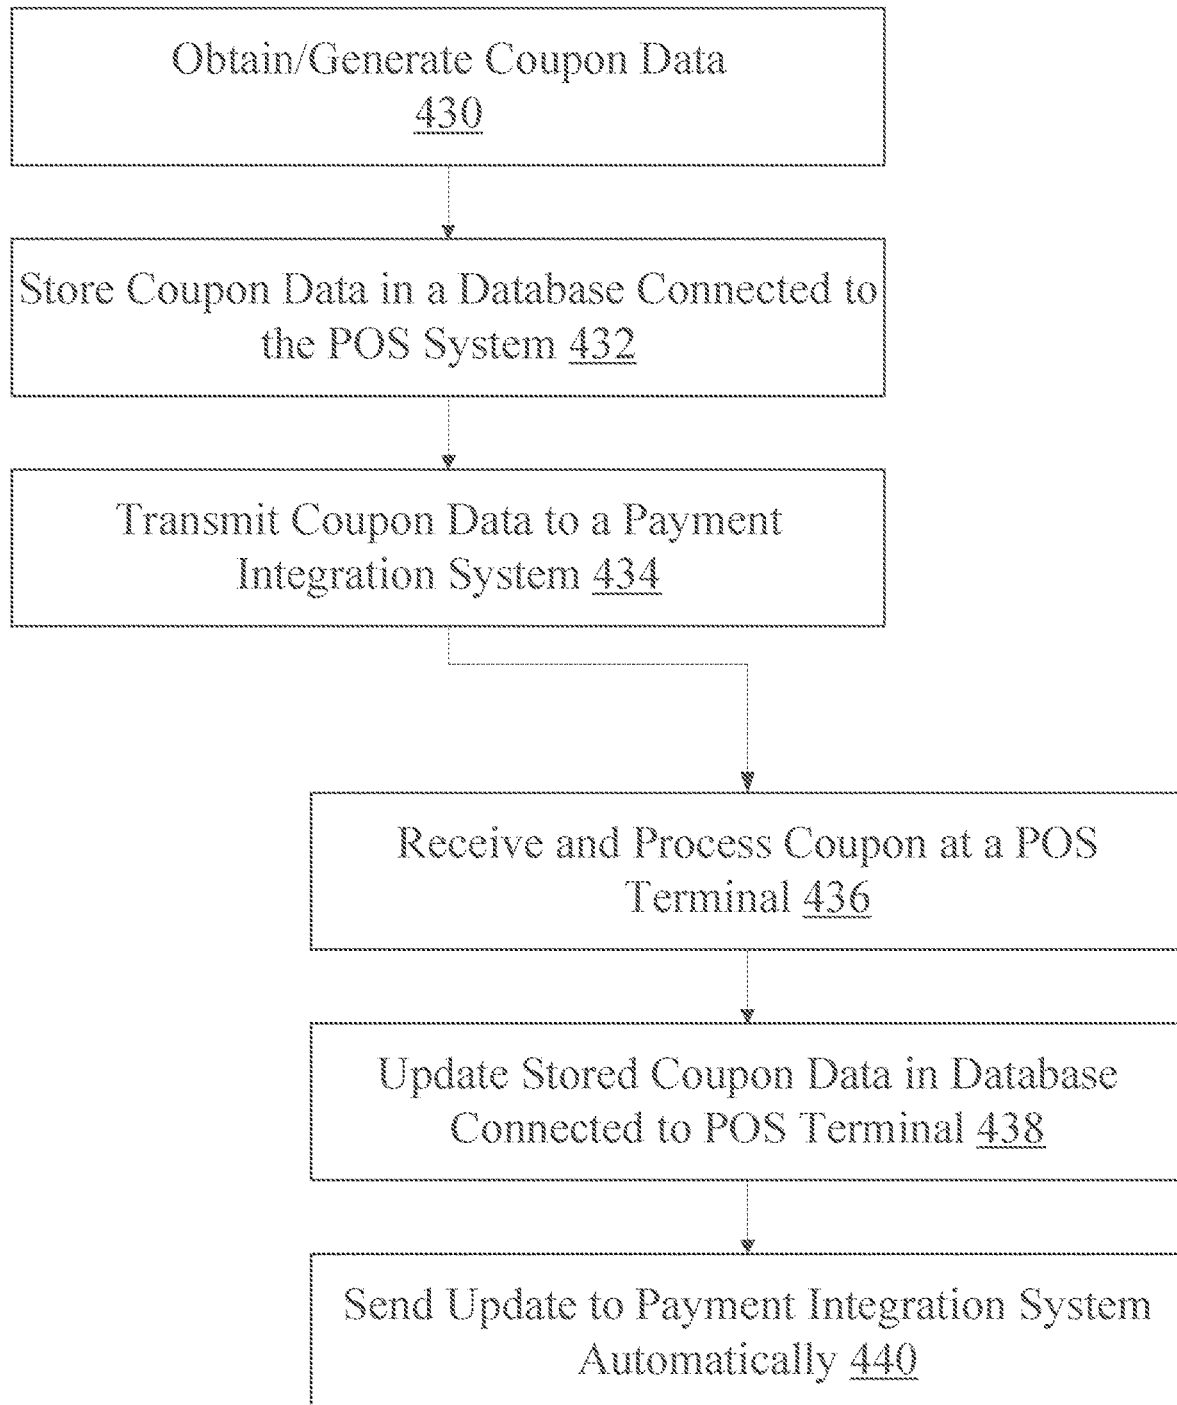 Obtain/Generate Coupon Data
430
Store Coupon Data in a Database Connected to
the POS System 432
Transmit Coupon Data to a Payment
Integration System 434
Receive and Process Coupon at a POS
Terminal 436
Update Stored Coupon Data in Database
Connected to POS Terminal 438
Send Update to Payment Integration System
Automatically 440